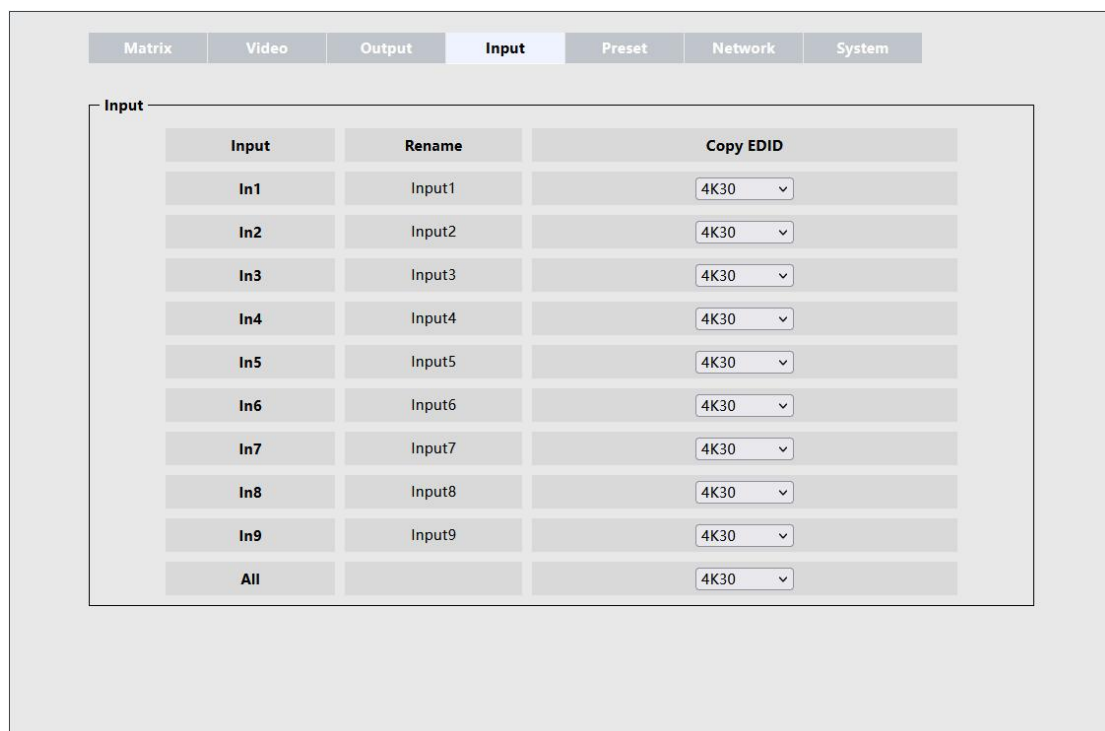 Matrix Video Output Input Preset Network System
Input
Input Rename Copy EDID
In1 Input1 4K30
In2 Input2 4K30
In3 Input3 4K30
In4 Input4 4K30
In5 Input5 4K30
In6 Input6 4K30
In7 Input7 4K30
In8 Input8 4K30
In9 Input9 4K30
All 4K30